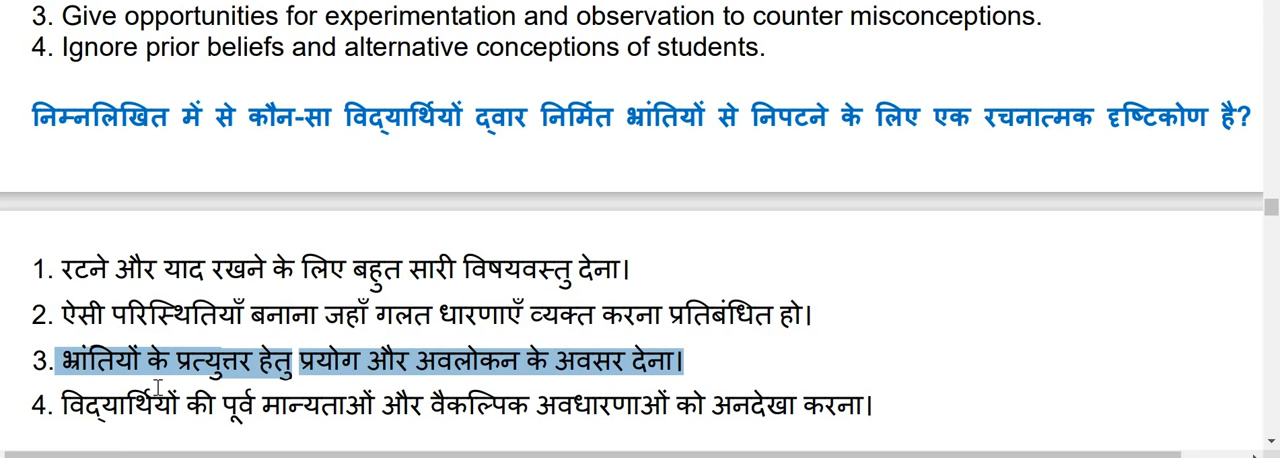 3. Give opportunities for experimentation and observation to counter misconceptions.
4. Ignore prior beliefs and alternative conceptions of students.
निम्नलिखित में से कौन-सा विद्यार्थियों द्वार निर्मित भ्रांतियों से निपटने के लिए एक रचनात्मक दृष्टिकोण है?
1. रटने और याद रखने के लिए बहुत सारी विषयवस्तु देना।
2. ऐसी परिस्थितियाँ बनाना जहाँ गलत धारणाएँ व्यक्त करना प्रतिबंधित हो।
3. भ्रांतियों के प्रत्युत्तर हेतु प्रयोग और अवलोकन के अवसर देना।
4. विद्यार्थियों की पूर्व मान्यताओं और वैकल्पिक अवधारणाओं को अनदेखा करना।